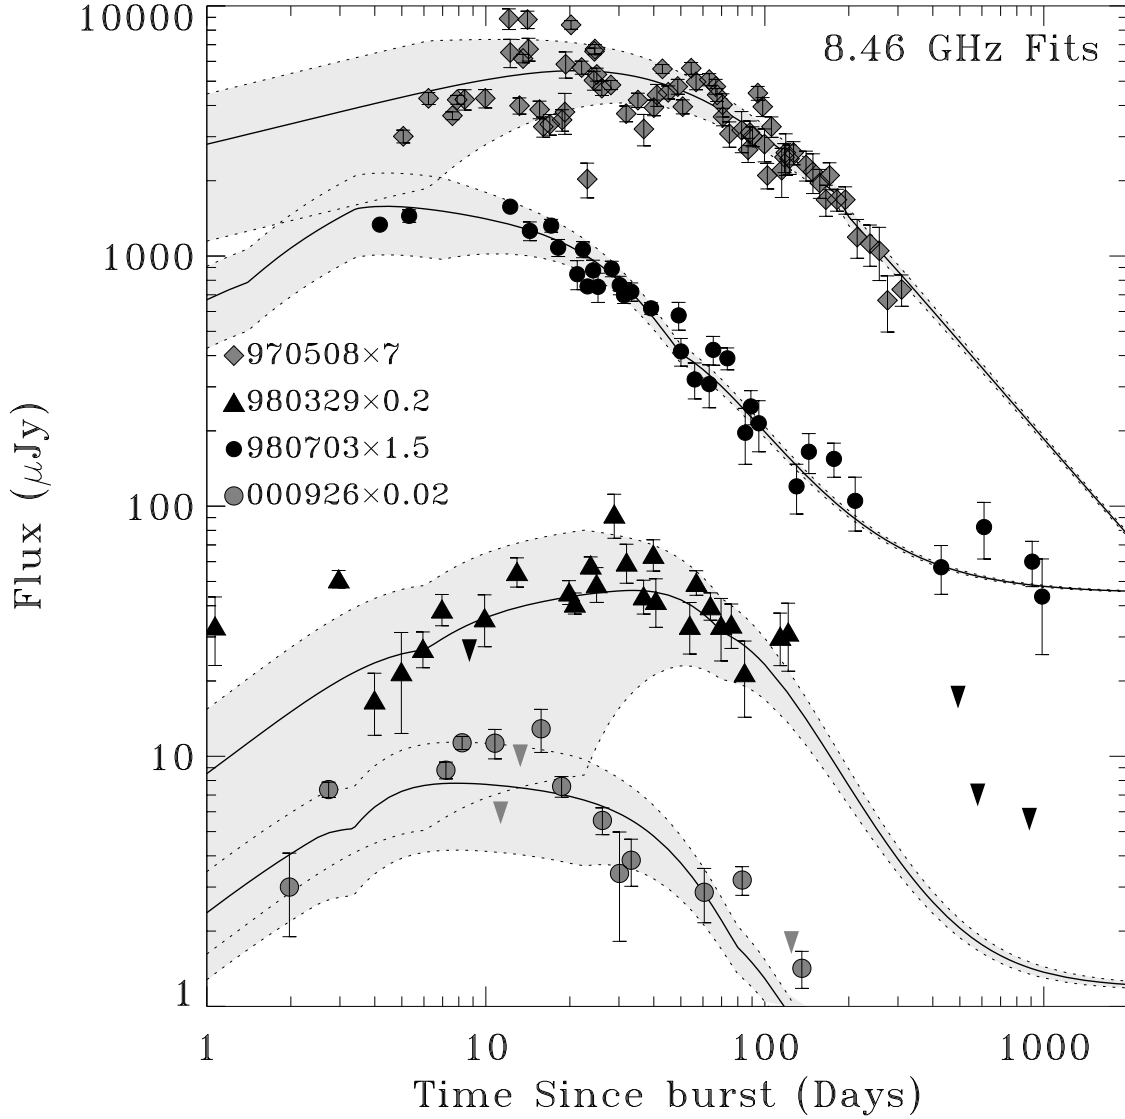 10000
8.46 GHz Fits
1000
970508×7
980329×0.2
980703×1.5
000926×0.02
100
10
1
Flux (μJy)
1 10 100 1000
Time Since burst (Days)